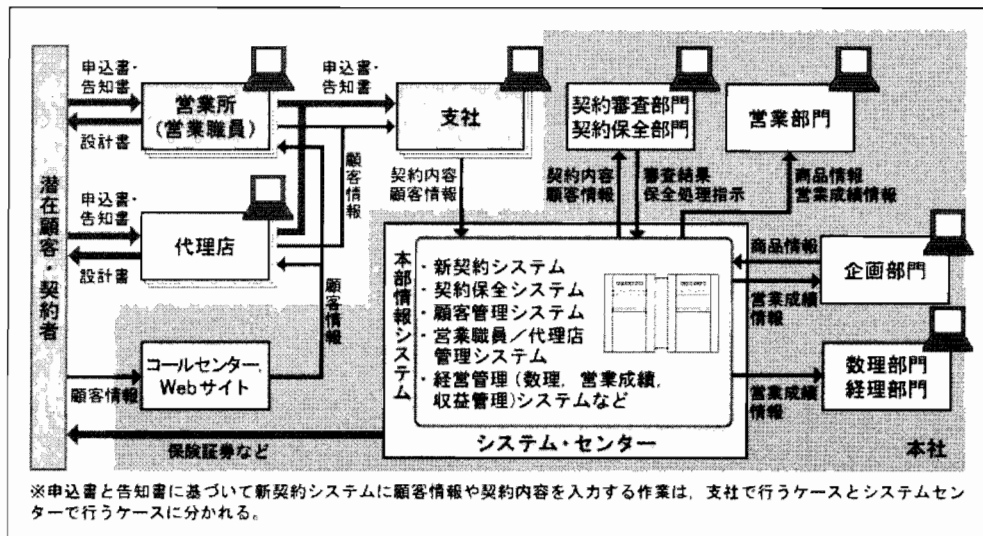 申込書・
告知書
設計書
営業所
(営業職員)
申込書・
告知書
支社
契約審査部門
契約保全部門
営業部門
顧客情報
契約内容
顧客情報
契約内容
顧客情報
審査結果
保全処理指示
商品情報
営業成績情報
潜在顧客・契約者
申込書・
告知書
設計書
代理店
顧客情報
本部情報システム
・新契約システム
・契約保全システム
・顧客管理システム
・営業職員/代理店
管理システム
・経営管理(数理,営業成績,
収益管理)システムなど
システム・センター
商品情報
営業成績
情報
企画部門
営業成績
情報
数理部門
経理部門
本社
コールセンター,
Webサイト
顧客情報
保険証券など
※申込書と告知書に基づいて新契約システムに顧客情報や契約内容を入力する作業は,支社で行うケースとシステムセン
ターで行うケースに分かれる。